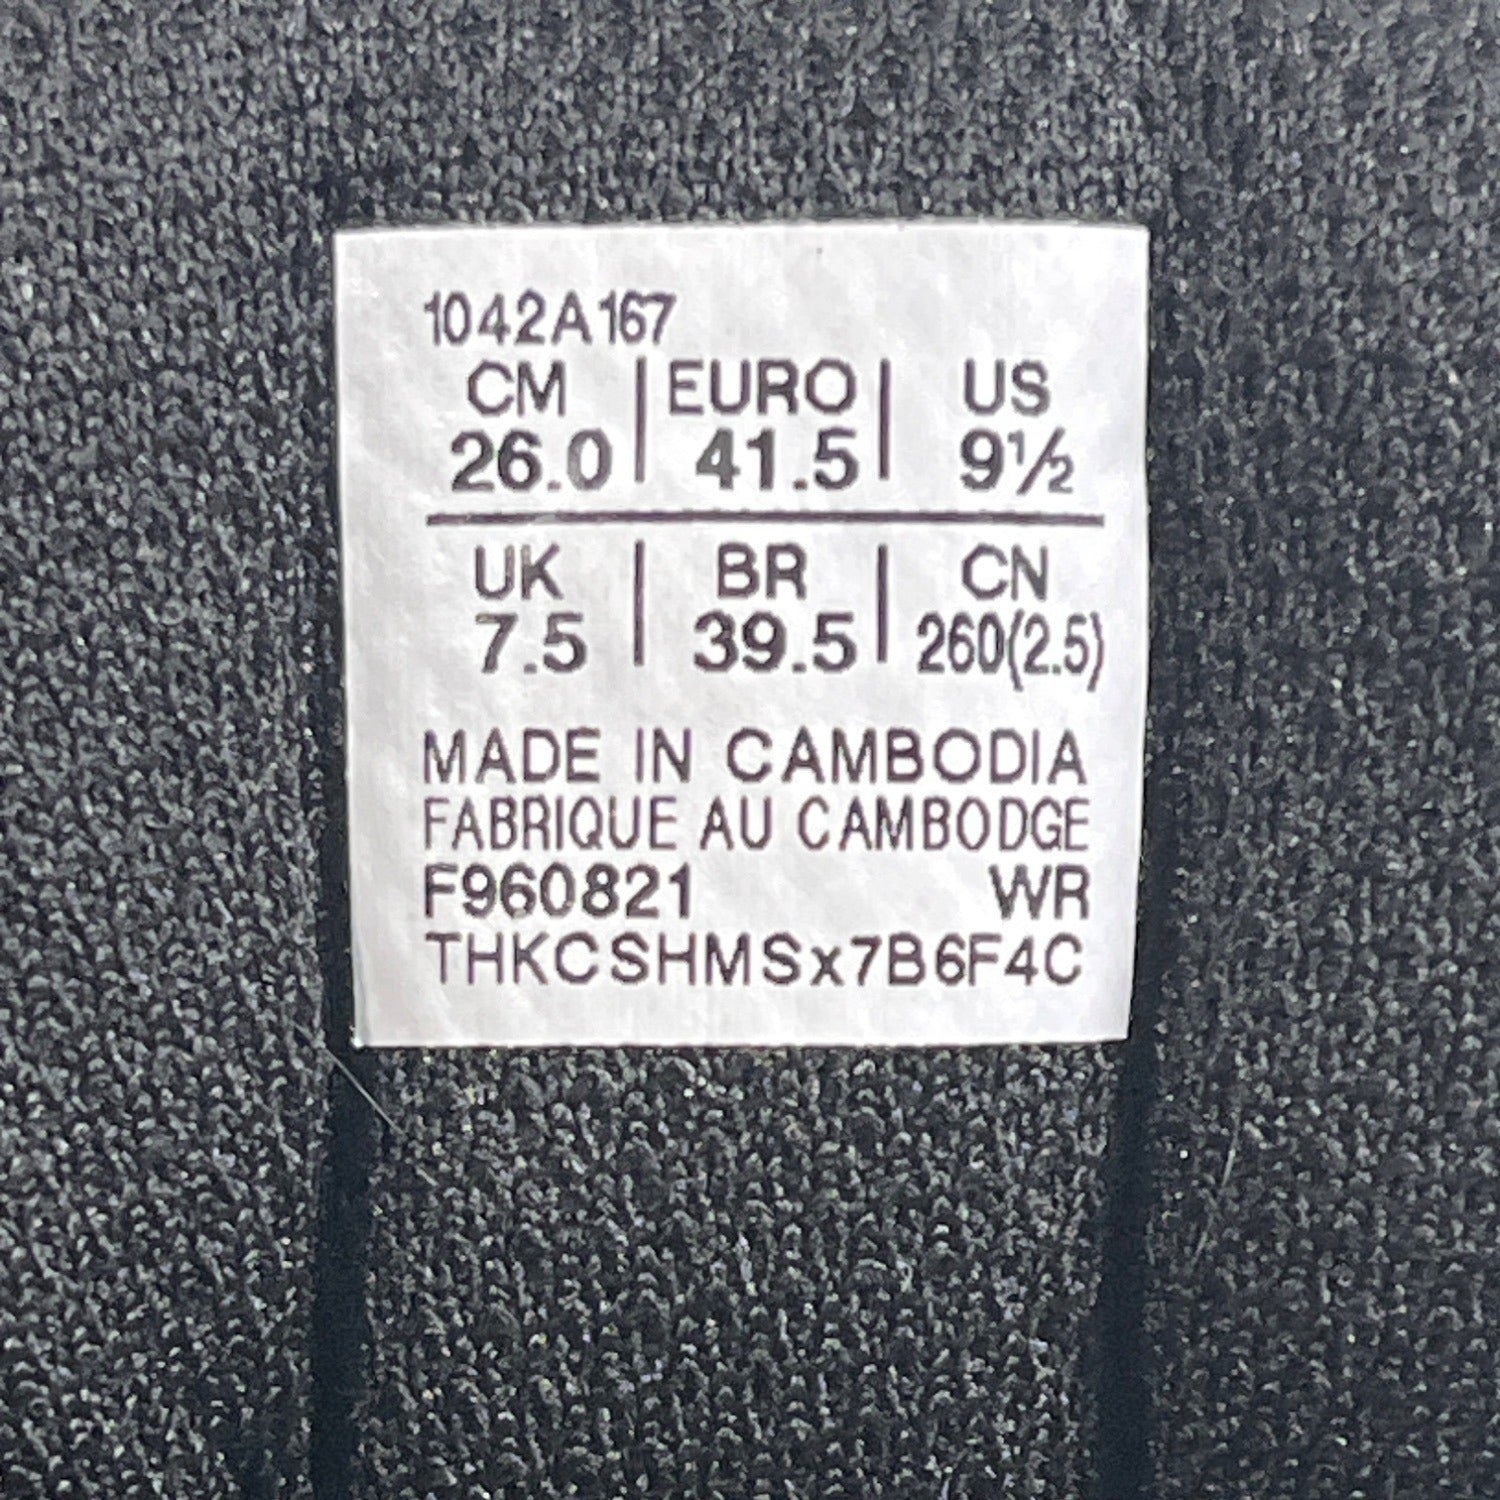 1042A167
CM | EURO | US
26.0 | 41.5 | 9½
UK | BR | CN
7.5 | 39.5 | 260(2.5)
MADE IN CAMBODIA
FABRIQUE AU CAMBODGE
F960821 WR
THKCSHMSx7B6F4C